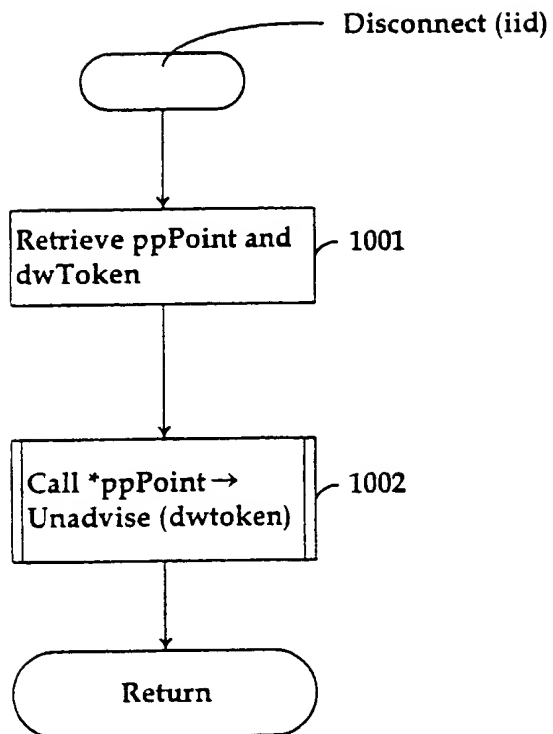 Disconnect (iid)
Retrieve ppPoint and
dwToken
1001
Call *ppPoint→
Unadvise (dwtoken)
1002
Return